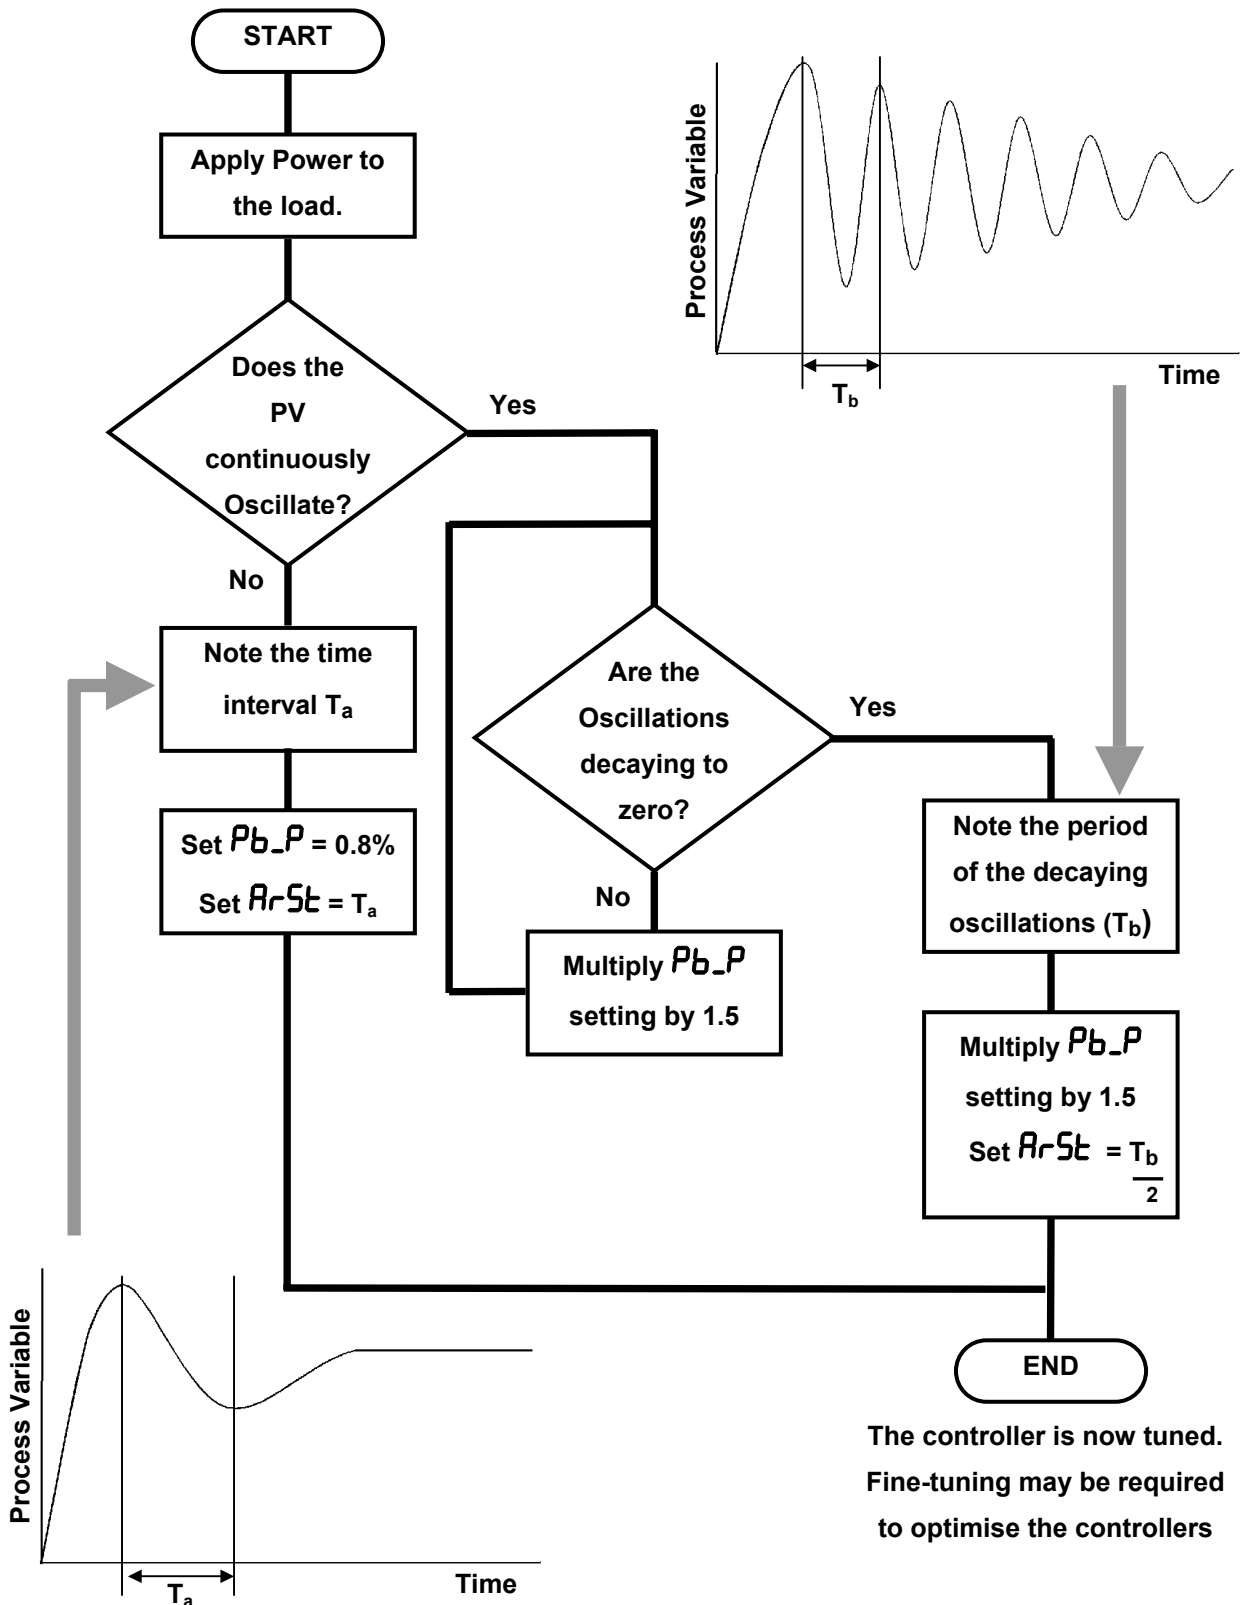 START
Apply Power to
the load.
Does the
PV
continuously
Oscillate?
Yes
No
Note the time
interval Ta
Set Pb_P = 0.8%
Set ArSt = Ta
Are the
Oscillations
decaying to
zero?
Yes
No
Multiply Pb_P
setting by 1.5
Process Variable
Time
Tb
Note the period
of the decaying
oscillations (Tb)
Multiply Pb_P
setting by 1.5
Set ArSt = Tb
2
END
The controller is now tuned.
Fine-tuning may be required
to optimise the controllers
Process Variable
Time
Ta